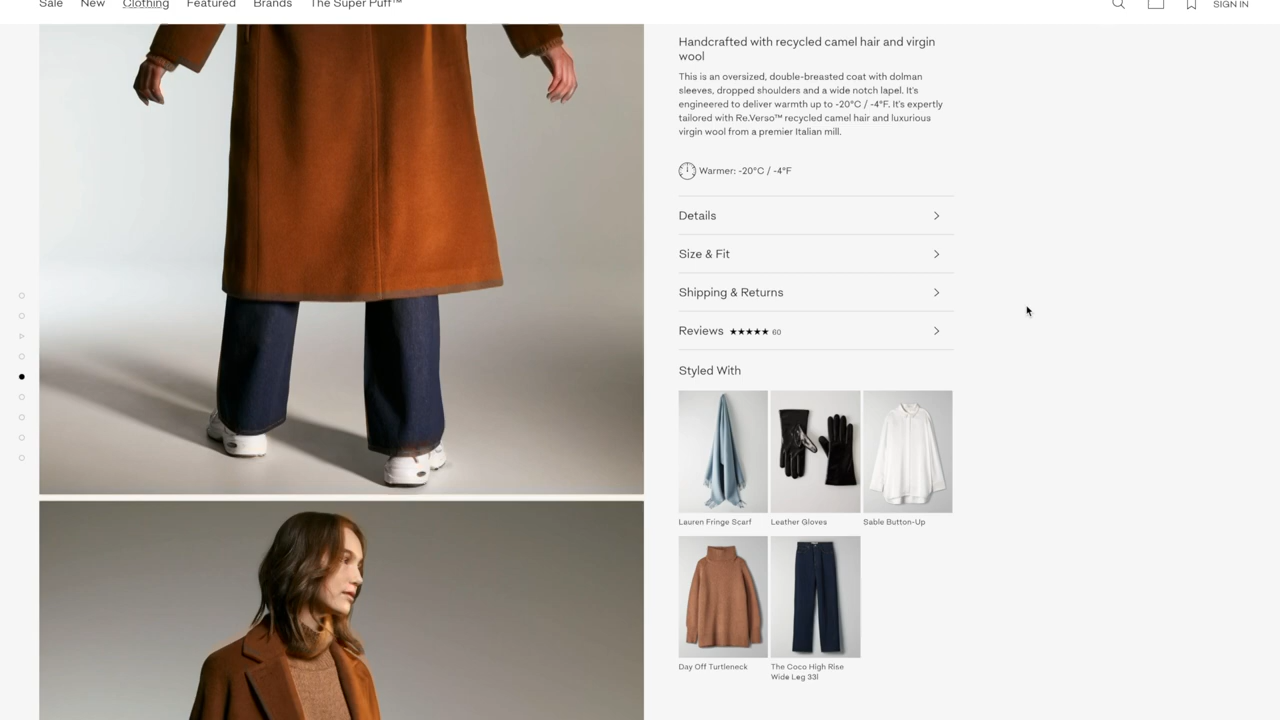 Sale New Clothing Featured Brands The Super Puff™ SIGN IN
Handcrafted with recycled camel hair and virgin
wool
This is an oversized, double-breasted coat with dolman
sleeves, dropped shoulders and a wide notch lapel. It's
engineered to deliver warmth up to -20°C / -4°F. It's expertly
tailored with Re.Verso™ recycled camel hair and luxurious
virgin wool from a premier Italian mill.
Warmer: -20°C / -4°F
Details
Size & Fit
Shipping & Returns
Reviews ★★★★★ 60
Styled With
Lauren Fringe Scarf Leather Gloves Sable Button-Up
Day Off Turtleneck The Coco High Rise
Wide Leg 33l